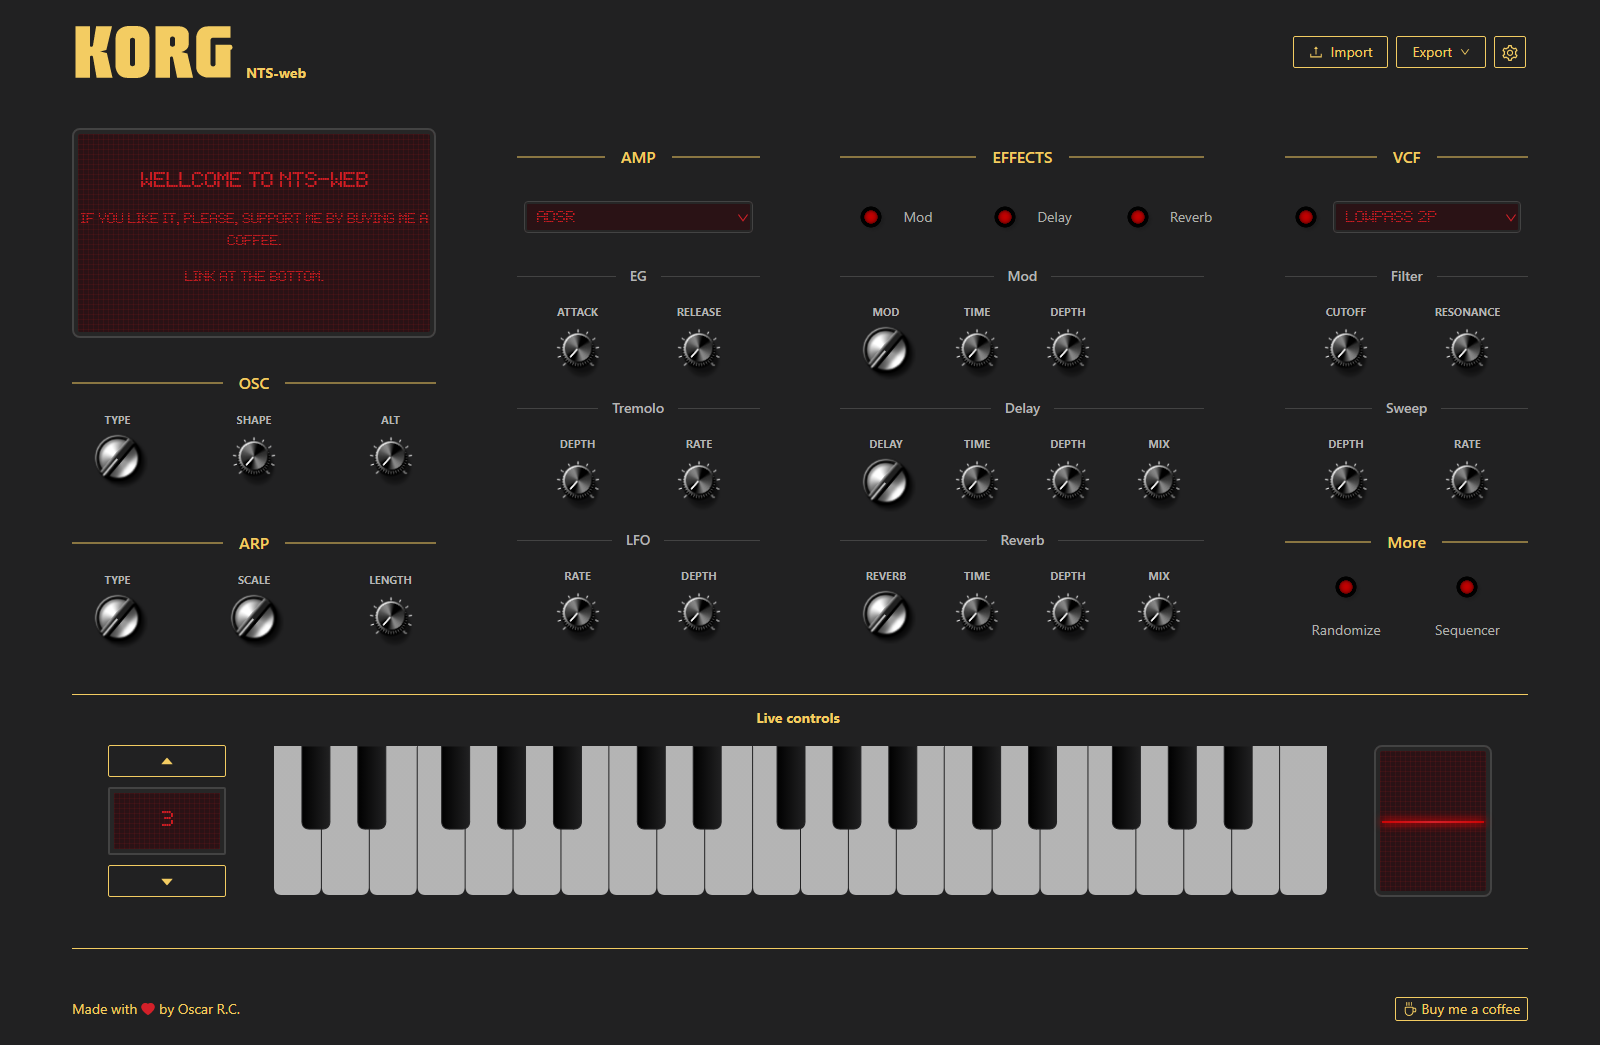 KORG NTS-web
Import
Export
WELLCOME TO NTS-WEB
IF YOU LIKE IT, PLEASE, SUPPORT ME BY BUYING ME A
COFFEE.
LINK AT THE BOTTOM.
OSC
TYPE SHAPE ALT
ARP
TYPE SCALE LENGTH
AMP
ADSR
EG
ATTACK RELEASE
Tremolo
DEPTH RATE
LFO
RATE DEPTH
EFFECTS
Mod Delay Reverb
Mod
MOD TIME DEPTH
Delay
DELAY TIME DEPTH MIX
Reverb
REVERB TIME DEPTH MIX
VCF
LOWPASS 2P
Filter
CUTOFF RESONANCE
Sweep
DEPTH RATE
More
Randomize Sequencer
Live controls
3
Made with ❤ by Oscar R.C.
Buy me a coffee